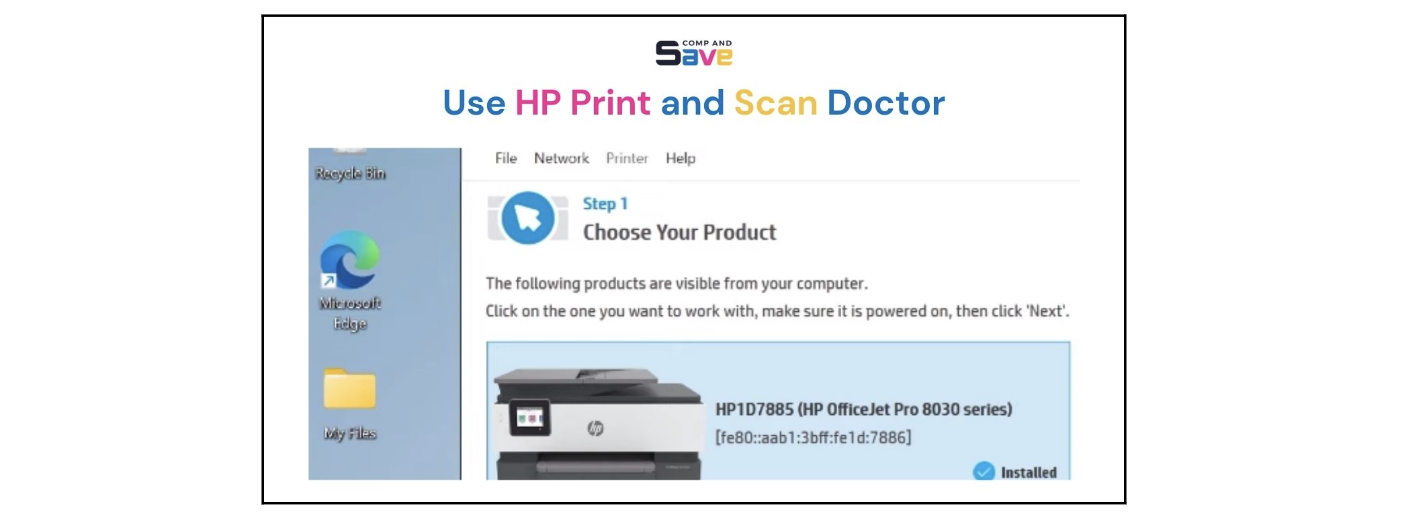 COMP AND
Save
Use HP Print and Scan Doctor
Recycle Bin
Microsoft
Edge
My Files
File Network Printer Help
Step 1
Choose Your Product
The following products are visible from your computer.
Click on the one you want to work with, make sure it is powered on, then click 'Next'.
hp
HP1D7885 (HP OfficeJet Pro 8030 series)
[fe80::aab1:3bff:fe1d:7886]
Installed